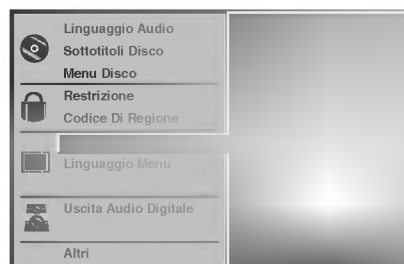 Linguaggio Audio
Sottotitoli Disco
Menu Disco
Restrizione
Codice Di Regione
Linguaggio Menu
Uscita Audio Digitale
Altri